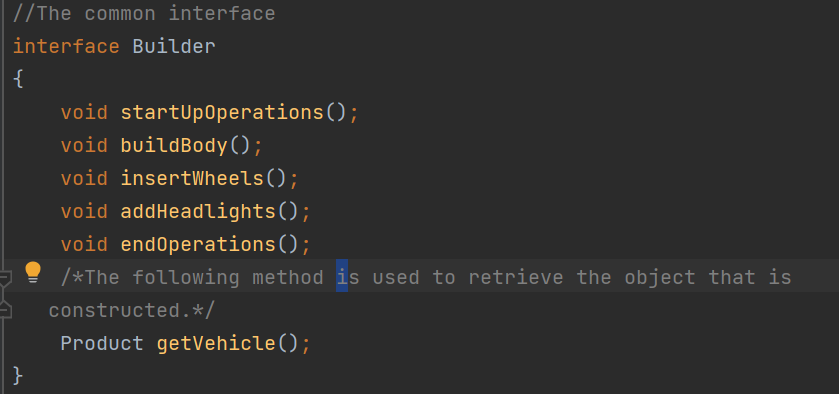 //The common interface
interface Builder
{
    void startUpOperations();
    void buildBody();
    void insertWheels();
    void addHeadlights();
    void endOperations();
    /*The following method is used to retrieve the object that is
   constructed.*/
    Product getVehicle();
}